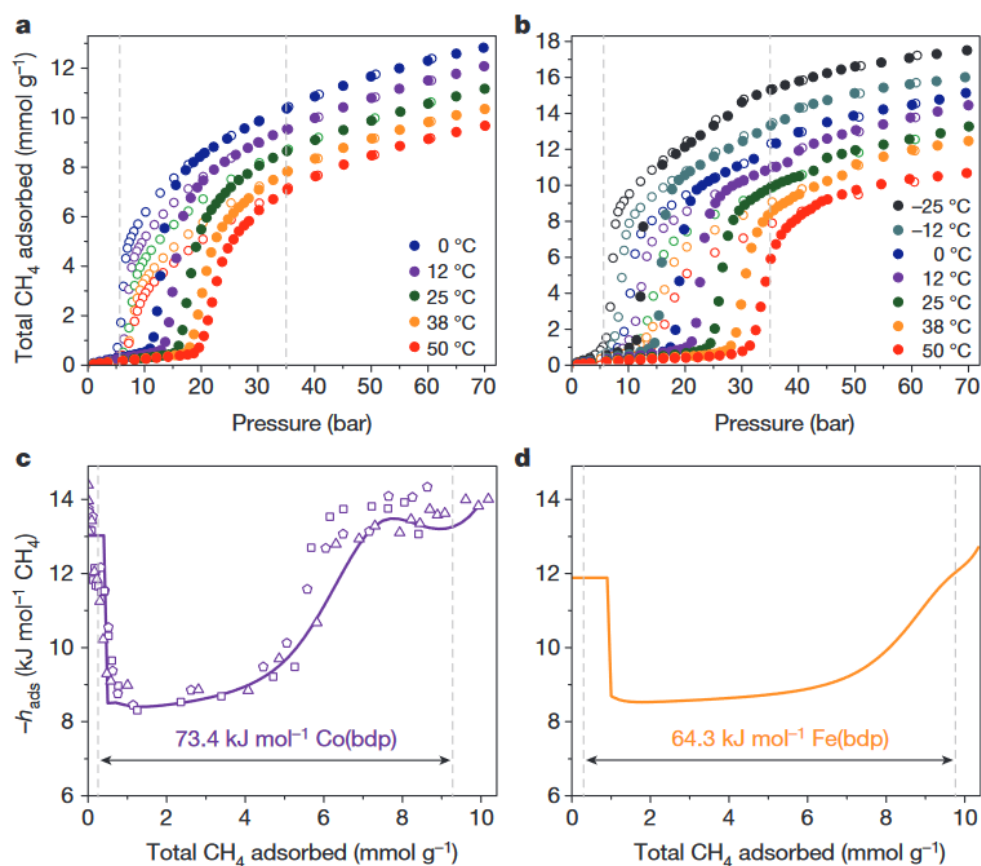 a
Total CH₄ adsorbed (mmol g⁻¹)
12
10
8
6
4
2
0
0 °C
12 °C
25 °C
38 °C
50 °C
0 10 20 30 40 50 60 70
Pressure (bar)
b
18
16
14
12
10
8
6
4
2
0
–25 °C
–12 °C
0 °C
12 °C
25 °C
38 °C
50 °C
0 10 20 30 40 50 60 70
Pressure (bar)
c
–hads (kJ mol⁻¹ CH₄)
14
12
10
8
6
73.4 kJ mol⁻¹ Co(bdp)
0 2 4 6 8 10
Total CH₄ adsorbed (mmol g⁻¹)
d
14
12
10
8
6
64.3 kJ mol⁻¹ Fe(bdp)
0 2 4 6 8 10
Total CH₄ adsorbed (mmol g⁻¹)